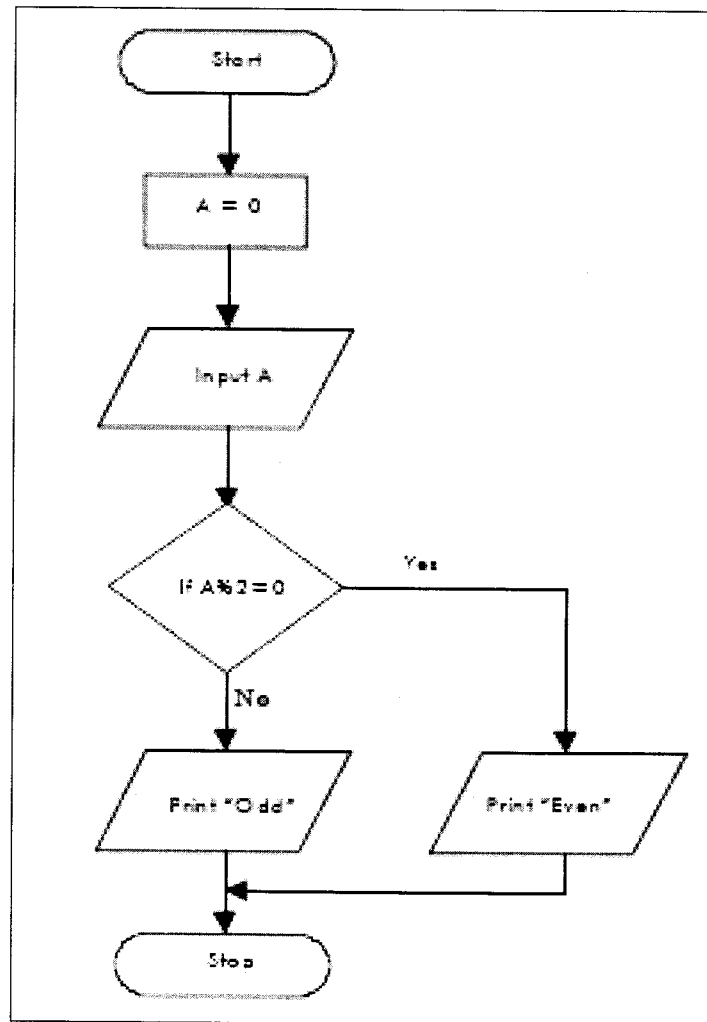 Start
A = 0
Input A
If A%2=0
Yes
No
Print "Odd"
Print "Even"
Stop